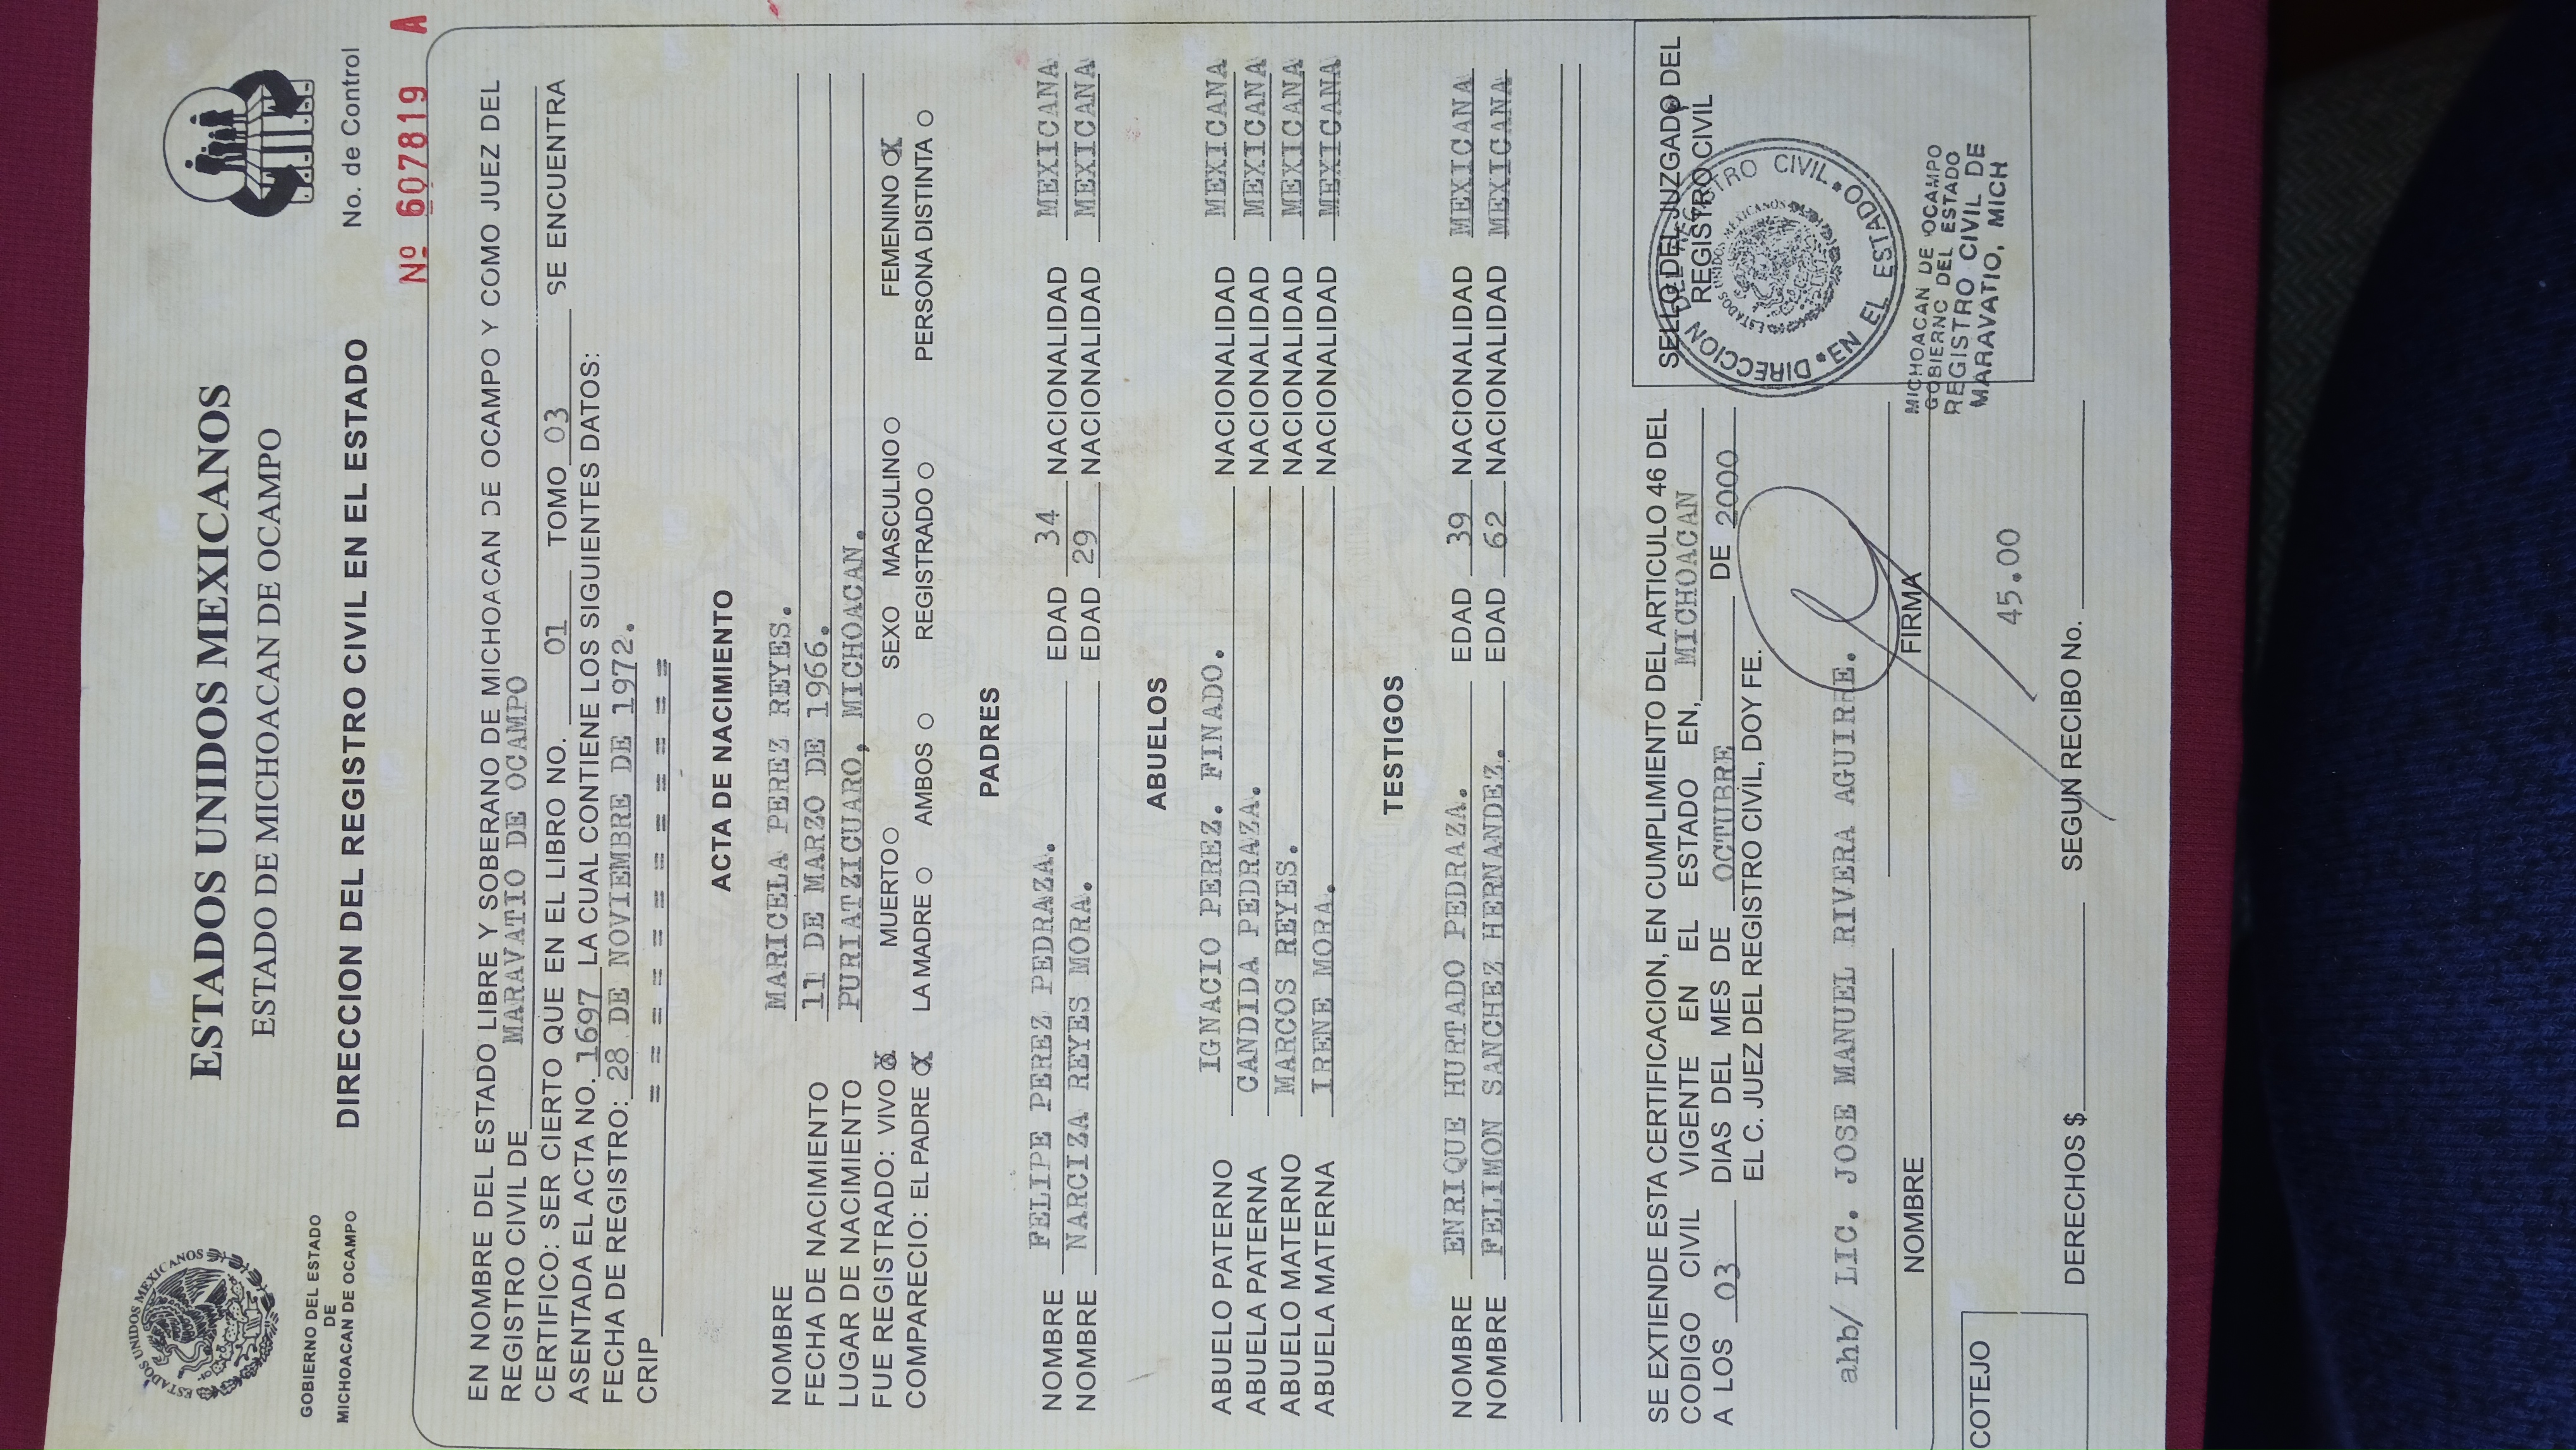 ESTADOS UNIDOS MEXICANOS
ESTADO DE MICHOACAN DE OCAMPO
DIRECCION DEL REGISTRO CIVIL EN EL ESTADO
ESTADOS UNIDOS MEXICANOS
GOBIERNO DEL ESTADO
DE
MICHOACAN DE OCAMPO
No. de Control
Nº 607819 A
EN NOMBRE DEL ESTADO LIBRE Y SOBERANO DE MICHOACAN DE OCAMPO Y COMO JUEZ DEL
REGISTRO CIVIL DE MARAVATIO DE OCAMPO
CERTIFICO: SER CIERTO QUE EN EL LIBRO NO. 01 TOMO 03 SE ENCUENTRA
ASENTADA EL ACTA NO. 1697 LA CUAL CONTIENE LOS SIGUIENTES DATOS:
FECHA DE REGISTRO: 28 DE NOVIEMBRE DE 1972.
CRIP = = = = = = = = = = = =
ACTA DE NACIMIENTO
NOMBRE MARICELA PEREZ REYES.
FECHA DE NACIMIENTO 11 DE MARZO DE 1966.
LUGAR DE NACIMIENTO PURIATZICUARO, MICHOACAN.
FUE REGISTRADO: VIVO X MUERTO SEXO MASCULINO FEMENINO X
COMPARECIO: EL PADRE X LA MADRE AMBOS REGISTRADO PERSONA DISTINTA
PADRES
NOMBRE FELIPE PEREZ PEDRAZA. EDAD 34 NACIONALIDAD MEXICANA
NOMBRE NARCIZA REYES MORA. EDAD 29 NACIONALIDAD MEXICANA
ABUELOS
ABUELO PATERNO IGNACIO PEREZ. FINADO. NACIONALIDAD MEXICANA
ABUELA PATERNA CANDIDA PEDRAZA. NACIONALIDAD MEXICANA
ABUELO MATERNO MARCOS REYES. NACIONALIDAD MEXICANA
ABUELA MATERNA IRENE MORA. NACIONALIDAD MEXICANA
TESTIGOS
NOMBRE ENRIQUE HURTADO PEDRAZA. EDAD 39 NACIONALIDAD MEXICANA
NOMBRE FELIMON SANCHEZ HERNANDEZ. EDAD 62 NACIONALIDAD MEXICANA
SE EXTIENDE ESTA CERTIFICACION, EN CUMPLIMIENTO DEL ARTICULO 46 DEL
CODIGO CIVIL VIGENTE EN EL ESTADO EN, MICHOACAN
A LOS 03 DIAS DEL MES DE OCTUBRE DE 2000
EL C. JUEZ DEL REGISTRO CIVIL, DOY FE.
SELLO DEL JUZGADO DEL
REGISTRO CIVIL
DIRECCION DEL REGISTRO CIVIL
EN EL ESTADO
ESTADOS UNIDOS MEXICANOS
MICHOACAN DE OCAMPO
GOBIERNO DEL ESTADO
REGISTRO CIVIL DE
MARAVATIO, MICH
ahb/ LIC. JOSE MANUEL RIVERA AGUIRRE.
NOMBRE FIRMA
COTEJO
45.00
DERECHOS $ SEGUN RECIBO No.